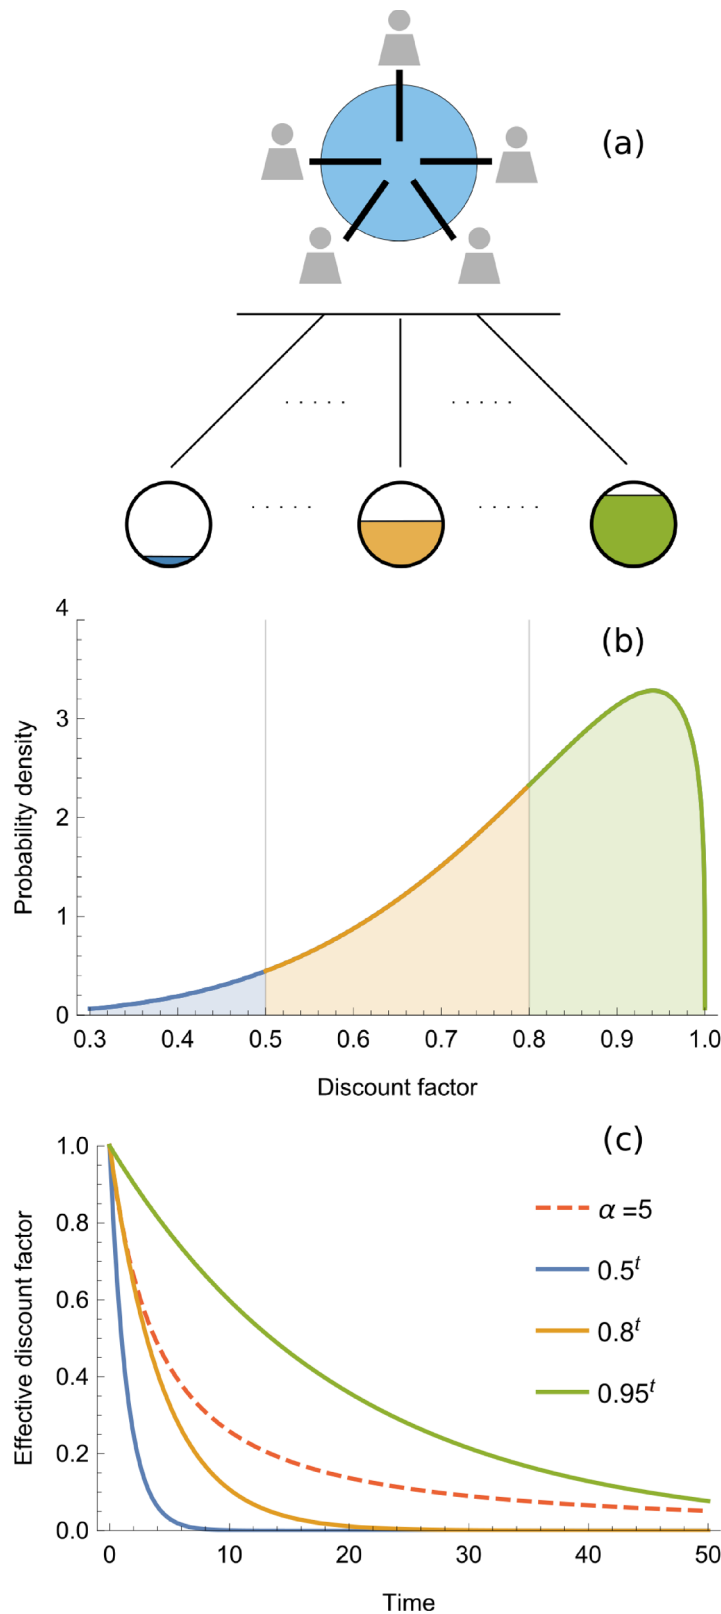 (a)
. . . . .
. . . . .
. . . . .
. . . . .
(b)
4
3
2
1
0
Probability density
0.3 0.4 0.5 0.6 0.7 0.8 0.9 1.0
Discount factor
(c)
1.0
0.8
0.6
0.4
0.2
0.0
Effective discount factor
α =5
0.5^t
0.8^t
0.95^t
0 10 20 30 40 50
Time